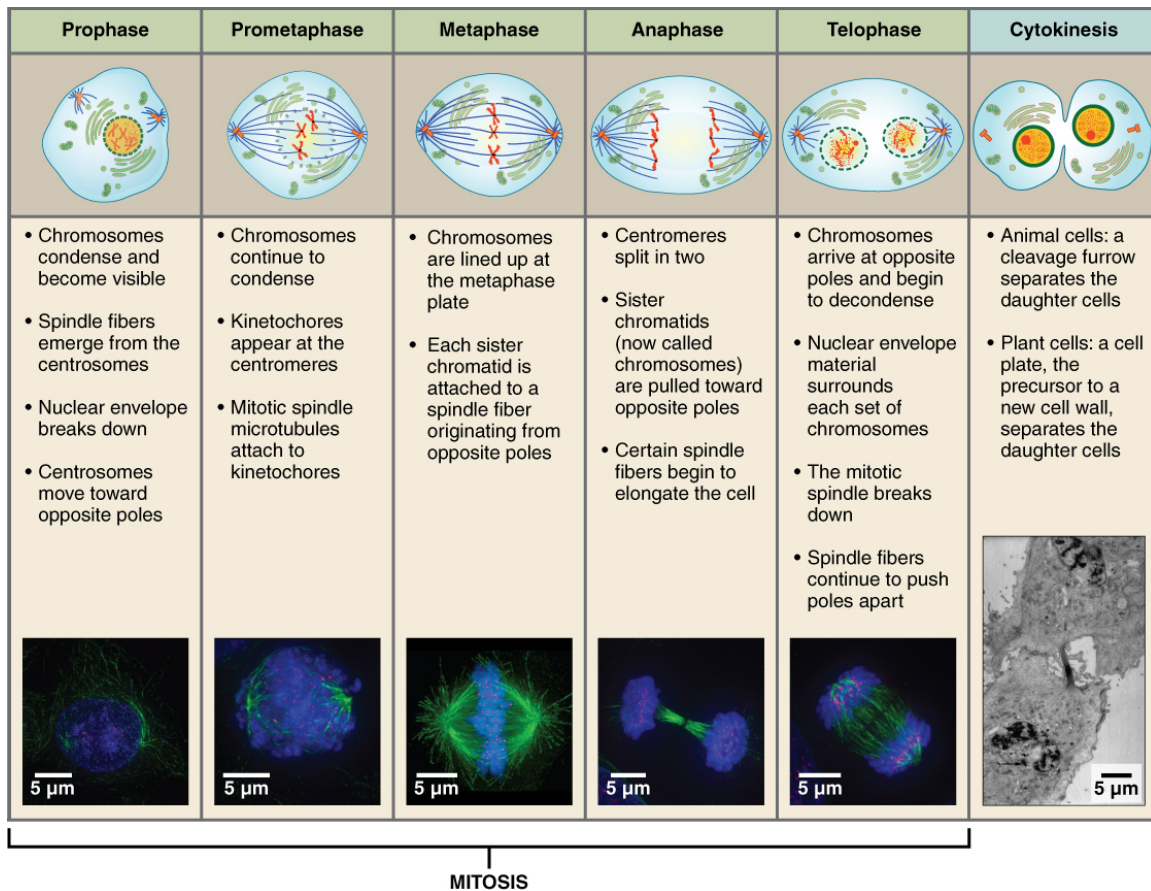 Prophase
Prometaphase
Metaphase
Anaphase
Telophase
Cytokinesis
• Chromosomes
condense and
become visible
• Spindle fibers
emerge from the
centrosomes
• Nuclear envelope
breaks down
• Centrosomes
move toward
opposite poles
• Chromosomes
continue to
condense
• Kinetochores
appear at the
centromeres
• Mitotic spindle
microtubules
attach to
kinetochores
• Chromosomes
are lined up at
the metaphase
plate
• Each sister
chromatid is
attached to a
spindle fiber
originating from
opposite poles
• Centromeres
split in two
• Sister
chromatids
(now called
chromosomes)
are pulled toward
opposite poles
• Certain spindle
fibers begin to
elongate the cell
• Chromosomes
arrive at opposite
poles and begin
to decondense
• Nuclear envelope
material
surrounds
each set of
chromosomes
• The mitotic
spindle breaks
down
• Spindle fibers
continue to push
poles apart
• Animal cells: a
cleavage furrow
separates the
daughter cells
• Plant cells: a cell
plate, the
precursor to a
new cell wall,
separates the
daughter cells
5 µm
5 µm
5 µm
5 µm
5 µm
5 µm
MITOSIS